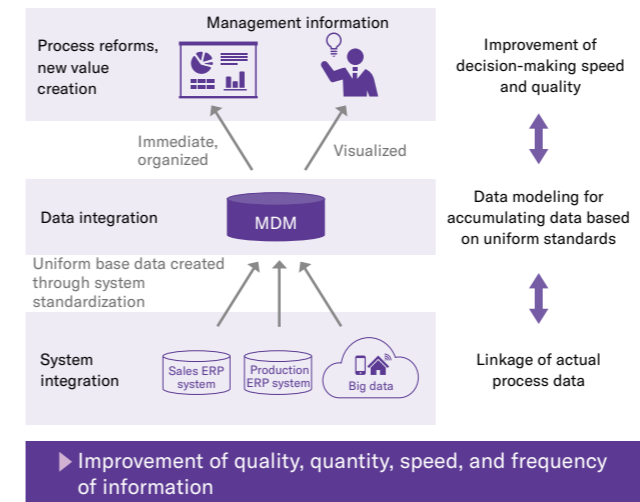 Management information
Process reforms,
new value
creation
Improvement of
decision-making speed
and quality
Immediate,
organized
Visualized
Data integration
MDM
Data modeling for
accumulating data based
on uniform standards
Uniform base data created
through system
standardization
System
integration
Sales ERP
system
Production
ERP system
Big data
Linkage of actual
process data
Improvement of quality, quantity, speed, and frequency
of information